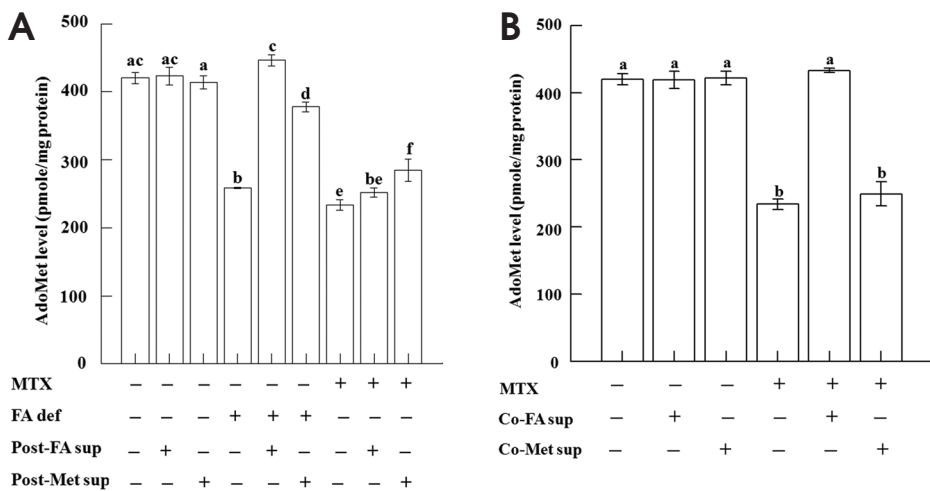 A
AdoMet level (pmole/mg protein)
500
400
300
200
100
0
ac ac a b c d e be f
MTX − − − − − − + + +
FA def − − − + + + − − −
Post-FA sup − + − − + − − + −
Post-Met sup − − + − − + − − +
B
AdoMet level (pmole/mg protein)
500
400
300
200
100
0
a a a b a b
MTX − − − + + +
Co-FA sup − + − − + −
Co-Met sup − − + − − +